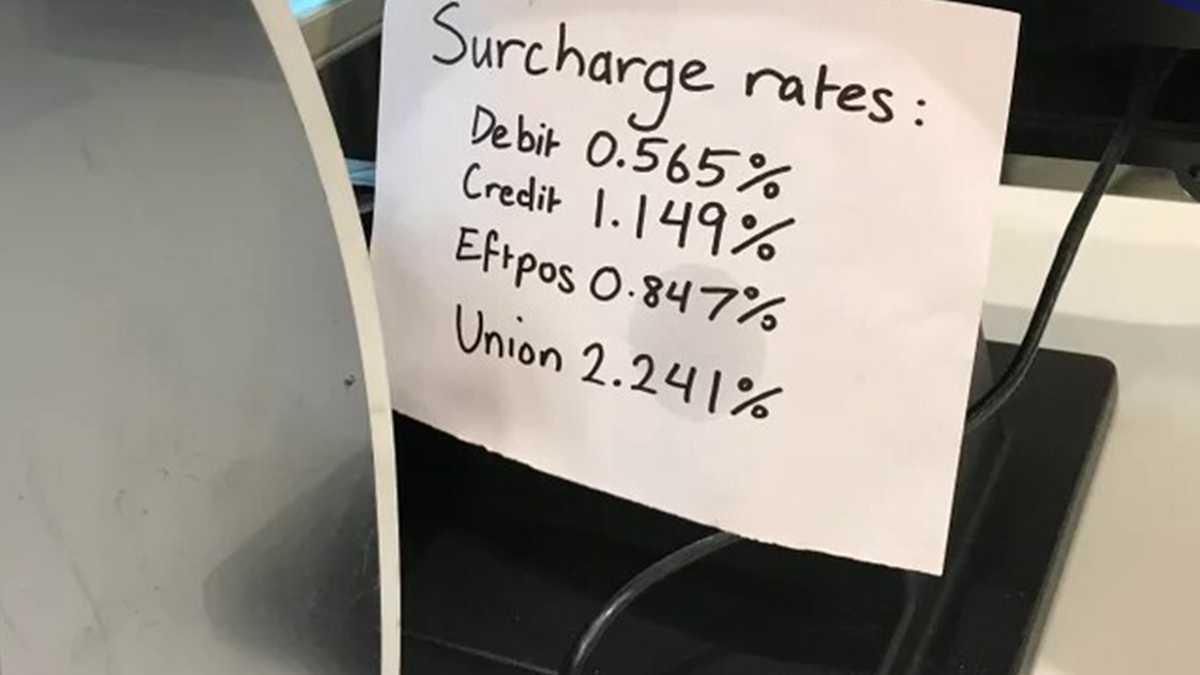 Surcharge rates:
Debit 0.565%
Credit 1.149%
Eftpos 0.847%
Union 2.241%